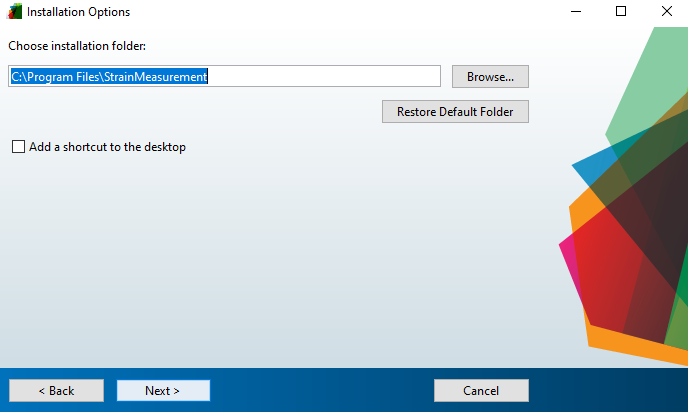 Installation Options
Choose installation folder:
C:\Program Files\StrainMeasurement
Browse...
Restore Default Folder
Add a shortcut to the desktop
< Back
Next >
Cancel